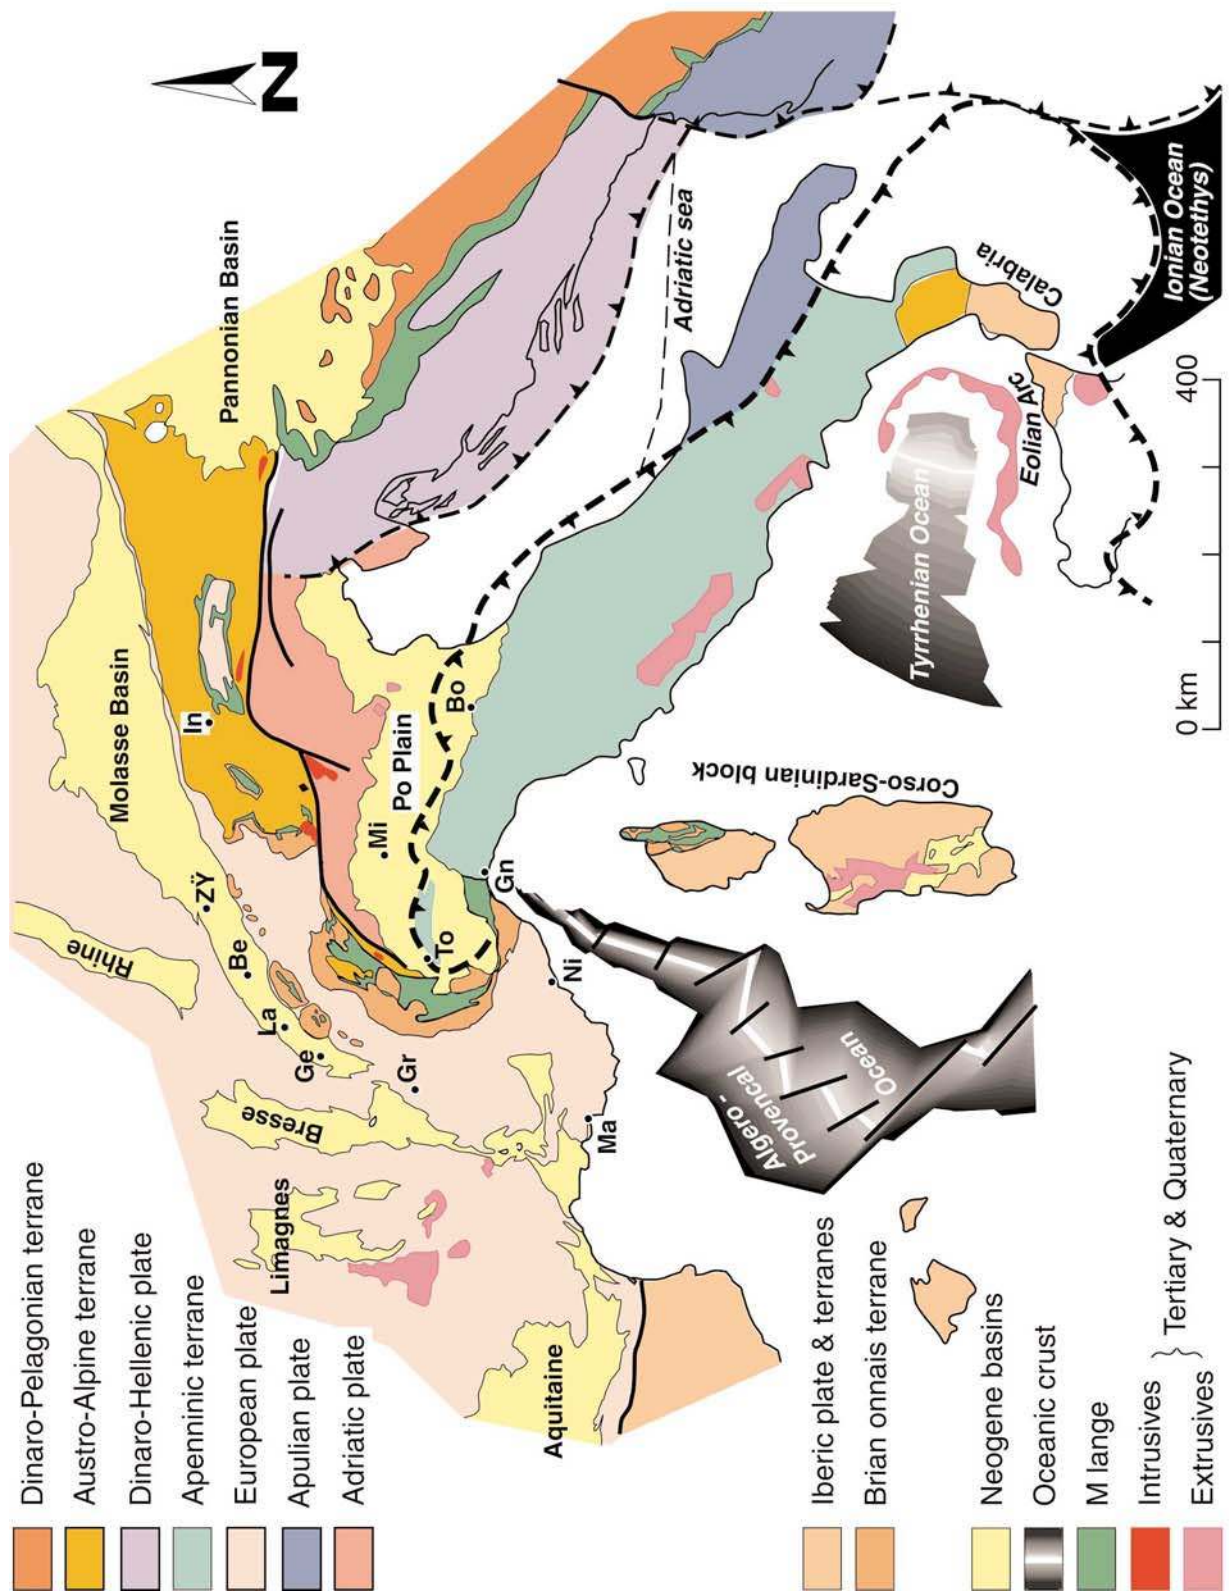 Dinaro-Pelagonian terrane
Austro-Alpine terrane
Dinaro-Hellenic plate
Apenninic terrane
European plate
Apulian plate
Adriatic plate
Iberic plate & terranes
Brian onnais terrane
Neogene basins
Oceanic crust
M lange
Intrusives
Extrusives
} Tertiary & Quaternary
N
Rhine
Molasse Basin
Pannonian Basin
Bresse
Limagnes
Aquitaine
ZŸ
Be
La
Ge
Gr
In
Mi
Po Plain
Bo
To
Gn
Ni
Ma
Adriatic sea
Algero -
Provencal
Ocean
Corso-Sardinian block
Tyrrhenian Ocean
Eolian Arc
Calabria
Ionian Ocean
(Neotethys)
0 km
400